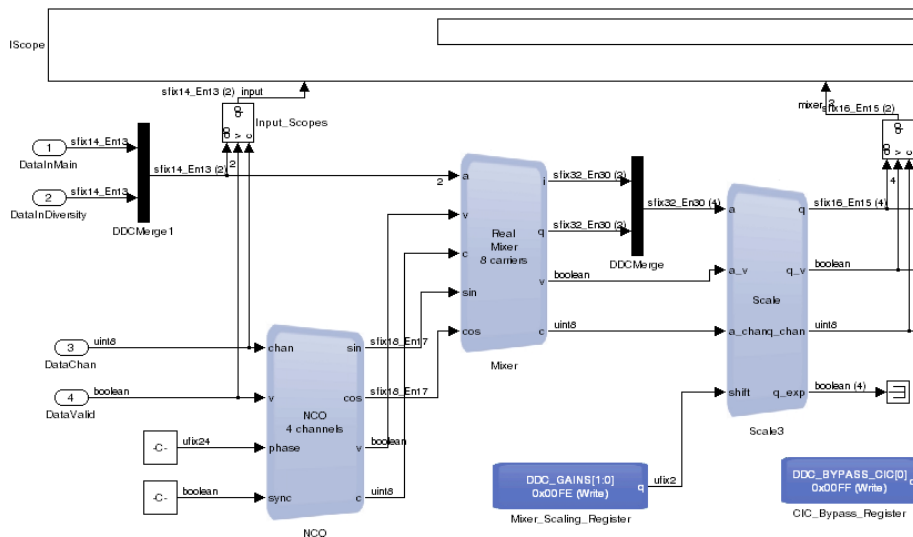 IScope
sfix14_En13 (2)
input
mixer_2
sfix16_En15 (2)
Input_Scopes
1
DataInMain
sfix14_En13
2
DataInDiversity
sfix14_En13
DDCMerge1
sfix14_En13 (2)
2
v
c
2
a
v
c
sin
cos
Real
Mixer
8 carriers
i
q
v
c
Mixer
sfix32_En30 (3)
sfix32_En30 (3)
DDCMerge
sfix32_En30 (4)
boolean
uint8
a
a_v
a_chan
shift
Scale
q
q_v
q_chan
q_exp
Scale3
4
v
c
sfix16_En15 (4)
boolean
uint8
boolean (4)
3
DataChan
uint8
4
DataValid
boolean
-C-
ufix24
-C-
boolean
chan
v
phase
sync
NCO
4 channels
sin
cos
v
c
NCO
sfix18_En17
sfix18_En17
boolean
uint8
DDC_GAINS[1:0]
0x00FE (Write)
q
Mixer_Scaling_Register
ufix2
DDC_BYPASS_CIC[0]
0x00FF (Write)
q
CIC_Bypass_Register